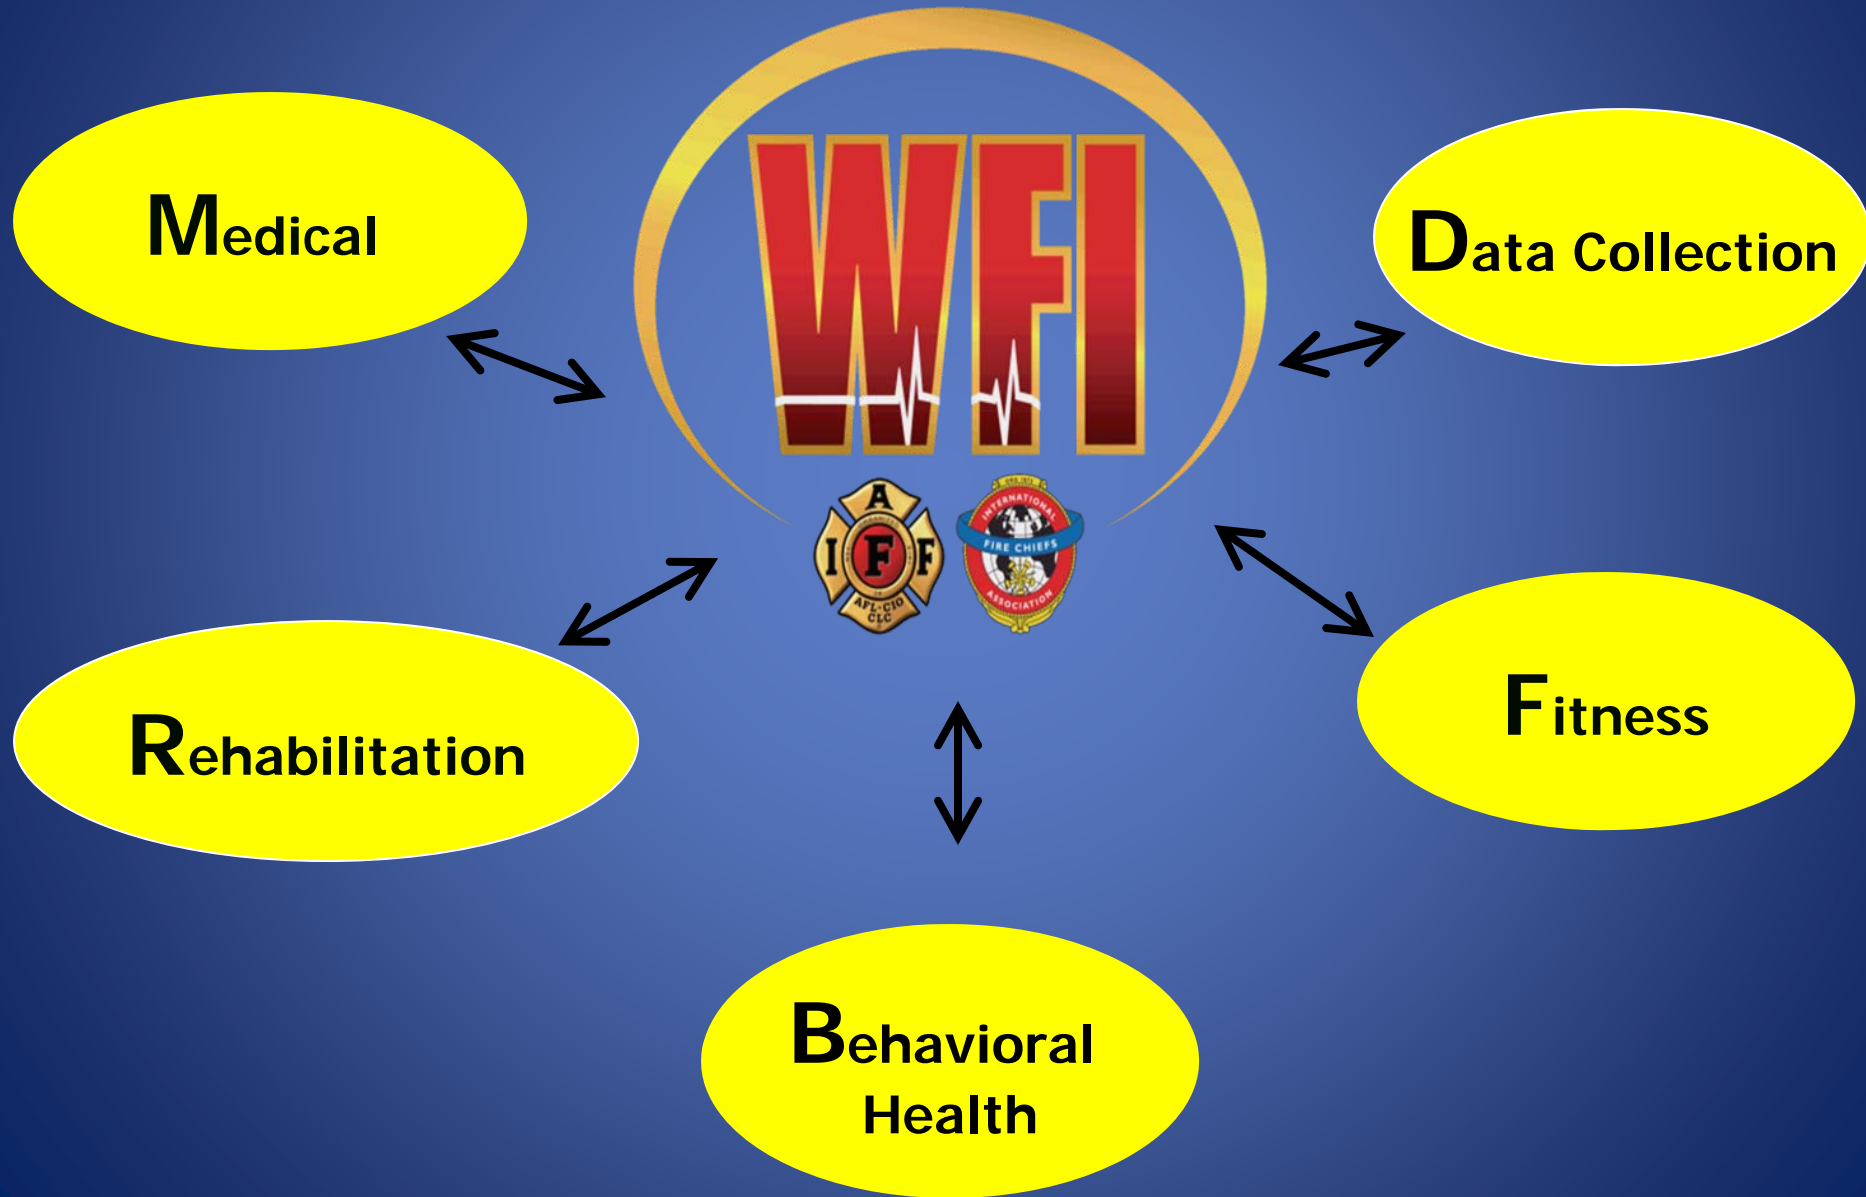 Medical
WFI
Data Collection
A
I F F
AFL-CIO
CLC
INTERNATIONAL
FIRE CHIEFS
ASSOCIATION
Rehabilitation
Fitness
Behavioral
Health